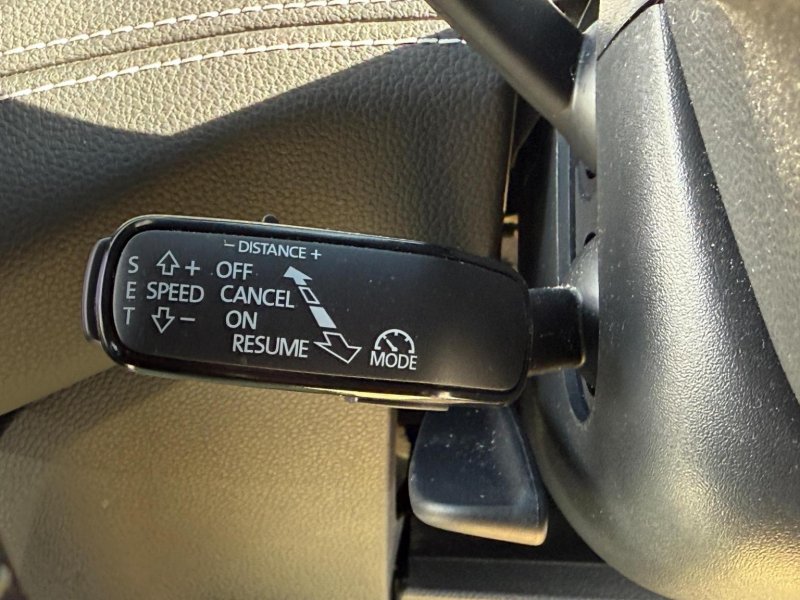 − DISTANCE +
S + OFF
E SPEED CANCEL
T − ON
RESUME
MODE